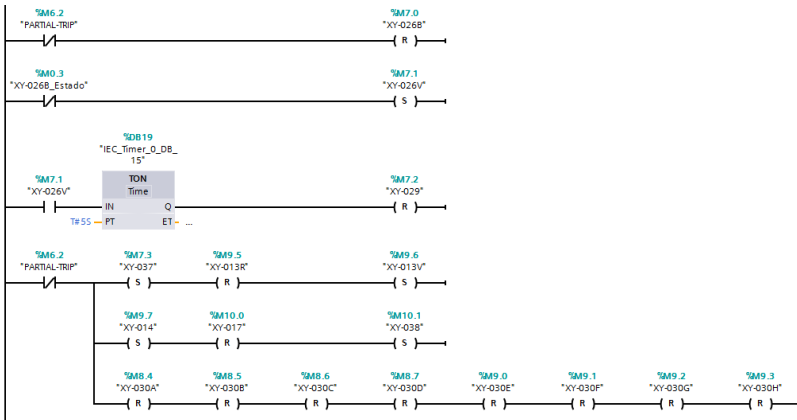 %M6.2
"PARTIAL-TRIP"
%M7.0
"XY-026B"
R
%M0.3
"XY-026B_Estado"
%M7.1
"XY-026V"
S
%DB19
"IEC_Timer_0_DB_
15"
%M7.1
"XY-026V"
TON
Time
IN
Q
T#5S
PT
ET
...
%M7.2
"XY-029"
R
%M6.2
"PARTIAL-TRIP"
%M7.3
"XY-037"
S
%M9.5
"XY-013R"
R
%M9.6
"XY-013V"
S
%M9.7
"XY-014"
S
%M10.0
"XY-017"
R
%M10.1
"XY-038"
S
%M8.4
"XY-030A"
R
%M8.5
"XY-030B"
R
%M8.6
"XY-030C"
R
%M8.7
"XY-030D"
R
%M9.0
"XY-030E"
R
%M9.1
"XY-030F"
R
%M9.2
"XY-030G"
R
%M9.3
"XY-030H"
R